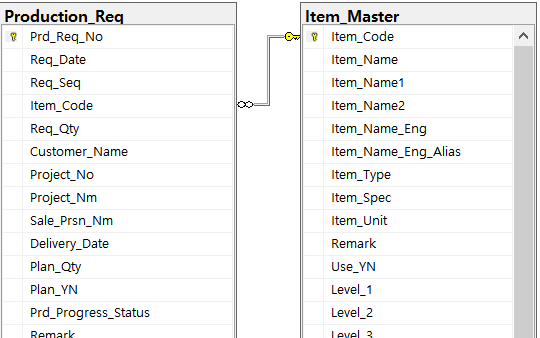 Production_Req
Prd_Req_No
Req_Date
Req_Seq
Item_Code
Req_Qty
Customer_Name
Project_No
Project_Nm
Sale_Prsn_Nm
Delivery_Date
Plan_Qty
Plan_YN
Prd_Progress_Status
Remark
Item_Master
Item_Code
Item_Name
Item_Name1
Item_Name2
Item_Name_Eng
Item_Name_Eng_Alias
Item_Type
Item_Spec
Item_Unit
Remark
Use_YN
Level_1
Level_2
Level_3